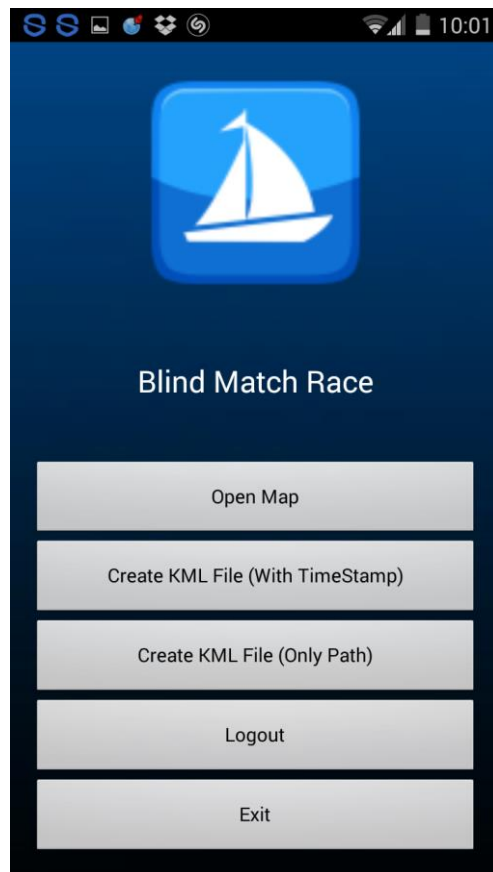 10:01
Blind Match Race
Open Map
Create KML File (With TimeStamp)
Create KML File (Only Path)
Logout
Exit